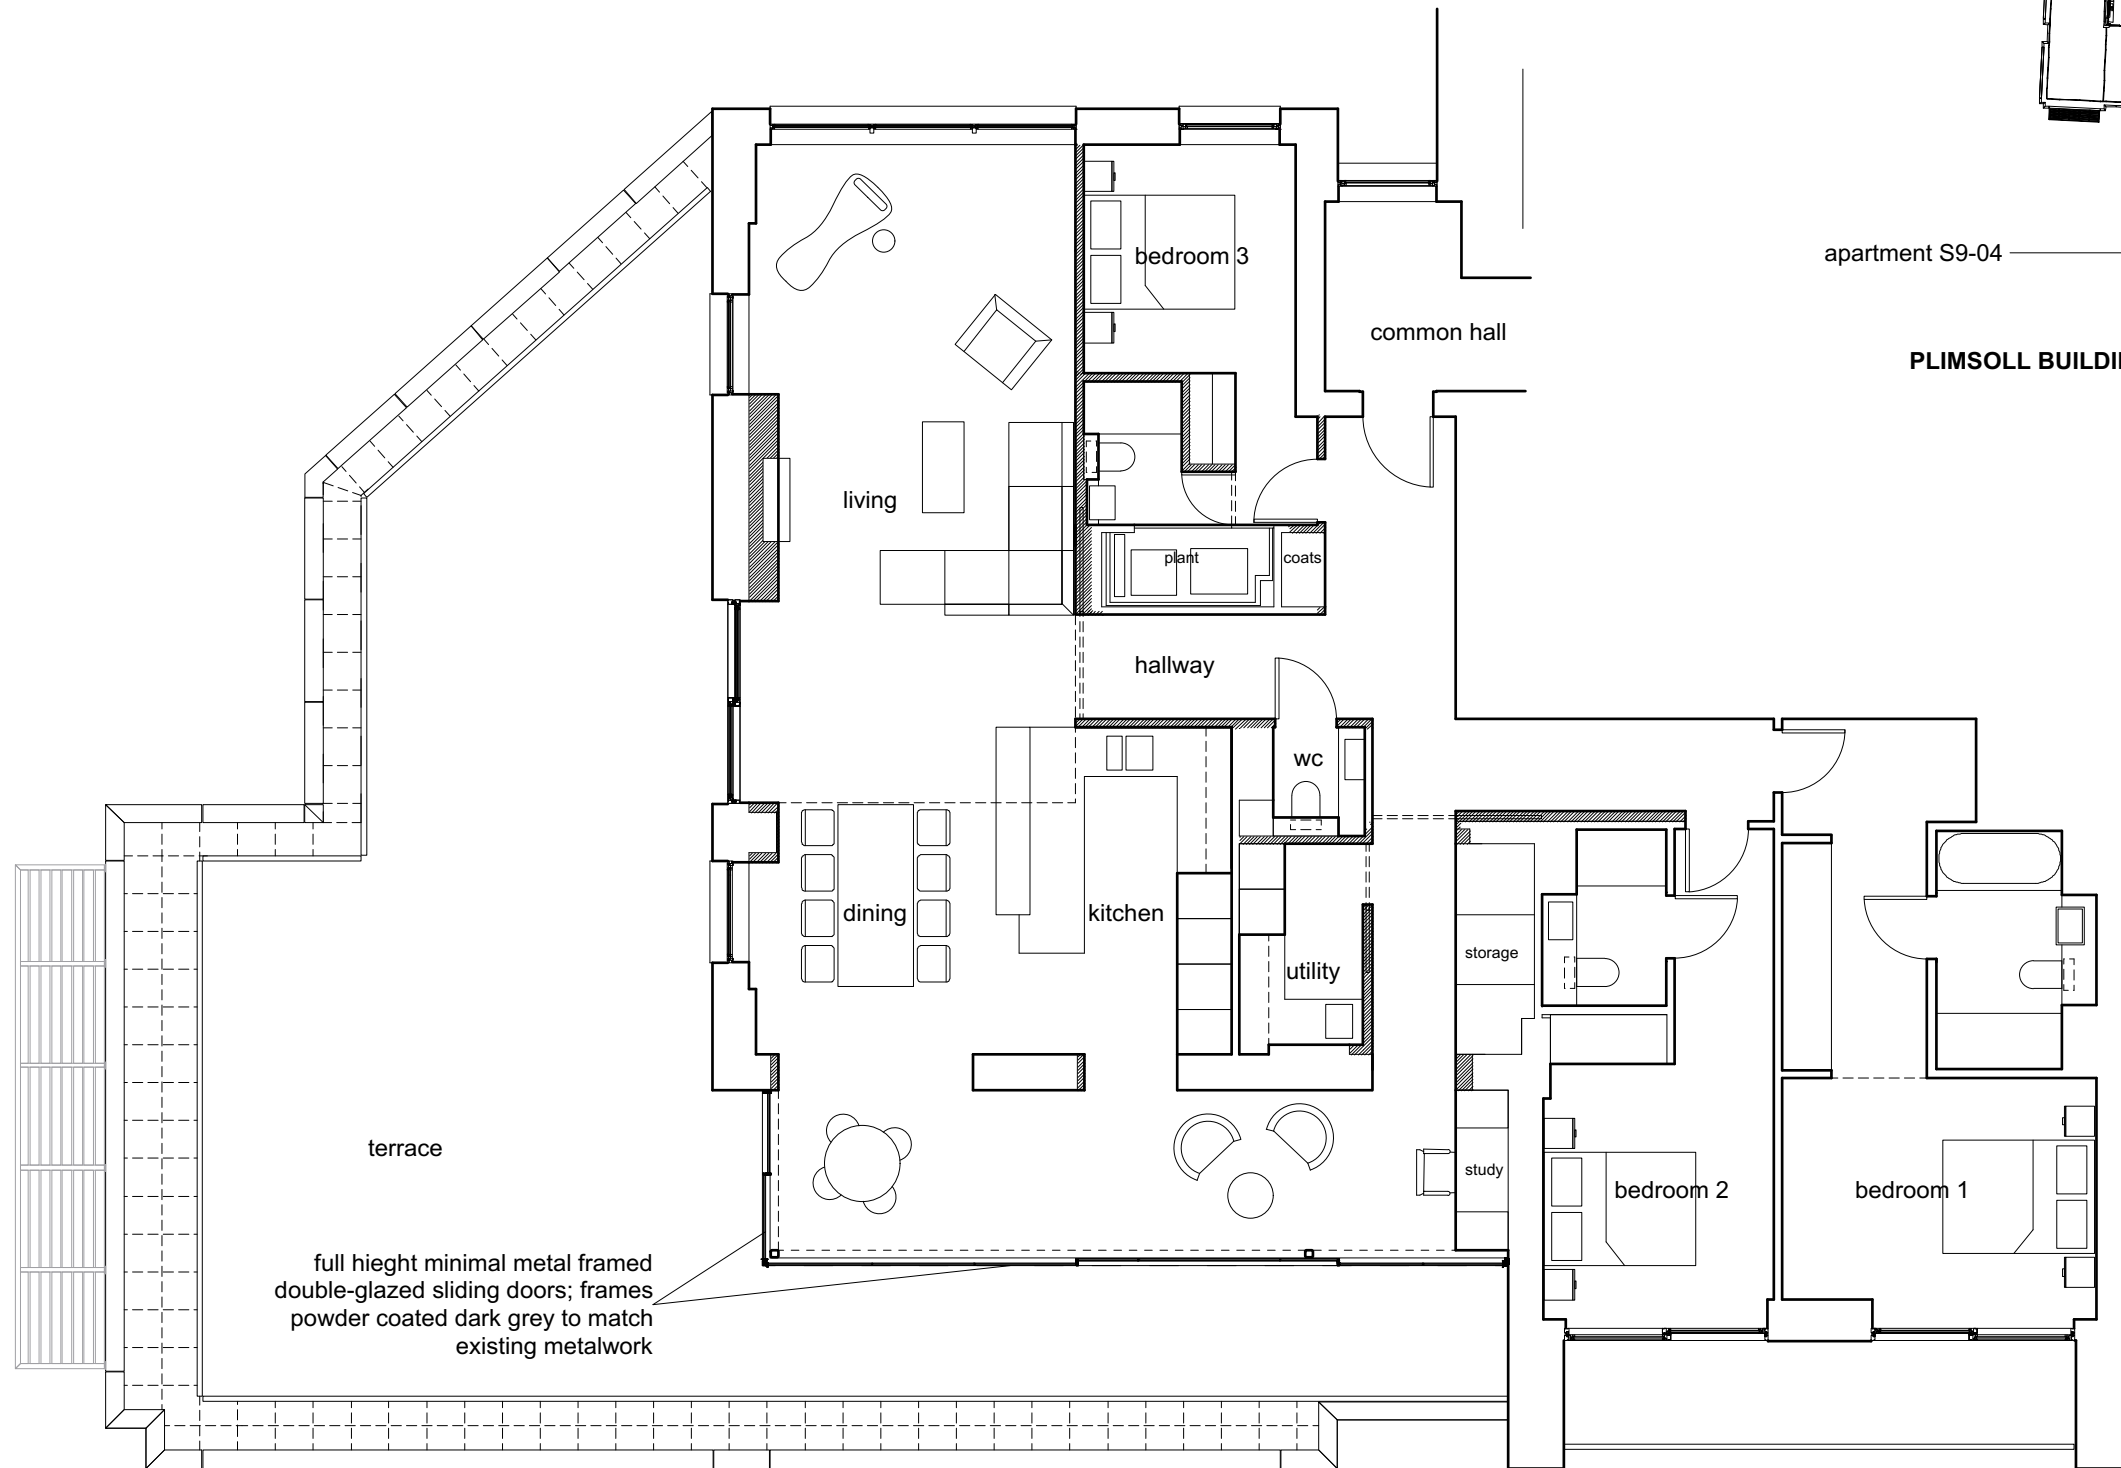 apartment S9-04
bedroom 3
common hall
PLIMSOLL BUILDI
living
plant
coats
hallway
wc
dining
kitchen
storage
utility
terrace
study
bedroom 2
bedroom 1
full hieght minimal metal framed
double-glazed sliding doors; frames
powder coated dark grey to match
existing metalwork